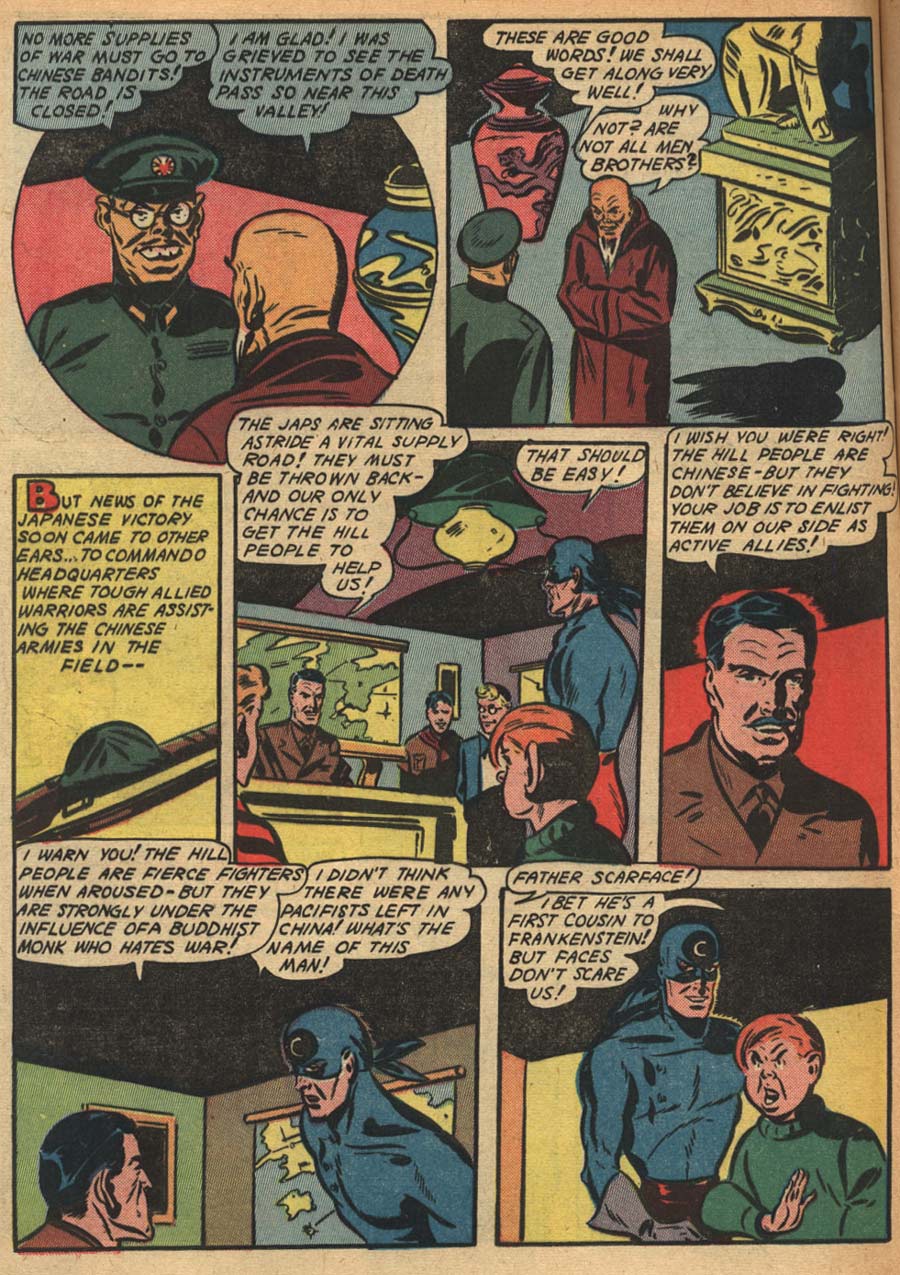 NO MORE SUPPLIES
OF WAR MUST GO TO
CHINESE BANDITS!
THE ROAD IS
CLOSED!
I AM GLAD! I WAS
GRIEVED TO SEE THE
INSTRUMENTS OF DEATH
PASS SO NEAR THIS
VALLEY!
THESE ARE GOOD
WORDS! WE SHALL
GET ALONG VERY
WELL!
WHY
NOT? ARE
NOT ALL MEN
BROTHERS?
BUT NEWS OF THE
JAPANESE VICTORY
SOON CAME TO OTHER
EARS...TO COMMANDO
HEADQUARTERS
WHERE TOUGH ALLIED
WARRIORS ARE ASSIST-
ING THE CHINESE
ARMIES IN THE
FIELD--
THE JAPS ARE SITTING
ASTRIDE A VITAL SUPPLY
ROAD! THEY MUST
BE THROWN BACK-
AND OUR ONLY
CHANCE IS TO
GET THE HILL
PEOPLE TO
HELP
US!
THAT SHOULD
BE EASY!
I WISH YOU WERE RIGHT!
THE HILL PEOPLE ARE
CHINESE-BUT THEY
DON'T BELIEVE IN FIGHTING!
YOUR JOB IS TO ENLIST
THEM ON OUR SIDE AS
ACTIVE ALLIES!
I WARN YOU! THE HILL
PEOPLE ARE FIERCE FIGHTERS
WHEN AROUSED-BUT THEY
ARE STRONGLY UNDER THE
INFLUENCE OF A BUDDHIST
MONK WHO HATES WAR!
I DIDN'T THINK
THERE WERE ANY
PACIFISTS LEFT IN
CHINA! WHAT'S THE
NAME OF THIS
MAN!
FATHER SCARFACE!
I BET HE'S A
FIRST COUSIN TO
FRANKENSTEIN!
BUT FACES
DON'T SCARE
US!
C
C